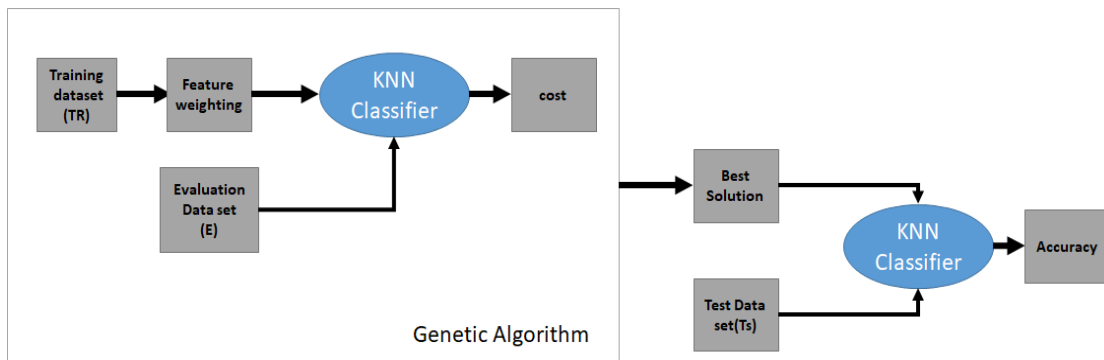 Training
dataset
(TR)
Feature
weighting
KNN
Classifier
cost
Evaluation
Data set
(E)
Genetic Algorithm
Best
Solution
KNN
Classifier
Accuracy
Test Data
set(Ts)